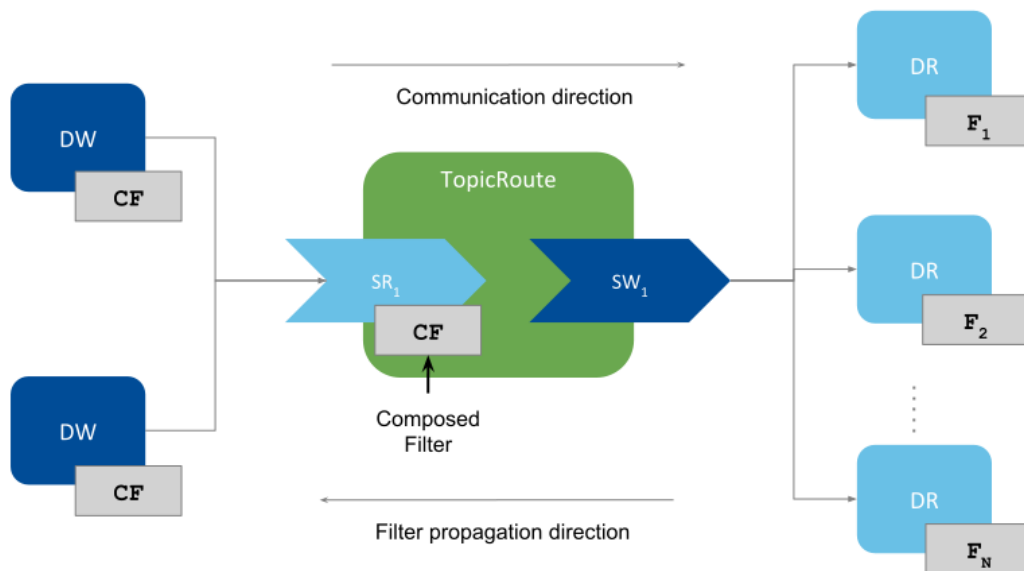 DR
Communication direction
F1
DW
TopicRoute
CF
DR
SR1
SW1
F2
CF
DW
Composed
Filter
CF
DR
Filter propagation direction
FN